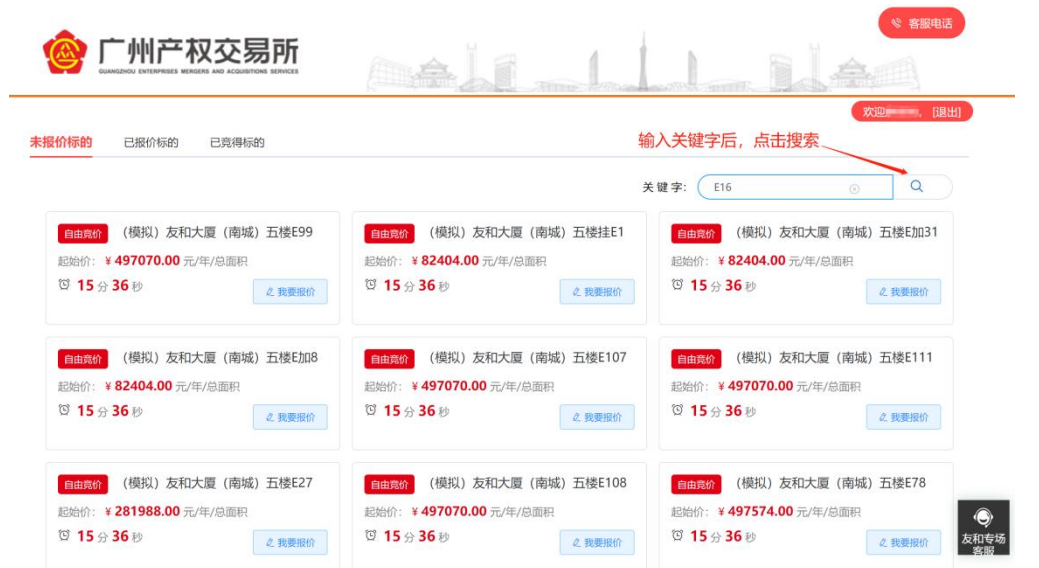 客服电话
广州产权交易所
GUANGZHOU ENTERPRISES MERGERS AND ACQUISITIONS SERVICES
欢迎 , [退出]
未报价标的 已报价标的 已竞得标的
输入关键字后，点击搜索
关 键 字: E16
自由竞价 （模拟）友和大厦（南城）五楼E99
起始价: ¥ 497070.00 元/年/总面积
15 分 36 秒 我要报价
自由竞价 （模拟）友和大厦（南城）五楼挂E1
起始价: ¥ 82404.00 元/年/总面积
15 分 36 秒 我要报价
自由竞价 （模拟）友和大厦（南城）五楼E加31
起始价: ¥ 82404.00 元/年/总面积
15 分 36 秒 我要报价
自由竞价 （模拟）友和大厦（南城）五楼E加8
起始价: ¥ 82404.00 元/年/总面积
15 分 36 秒 我要报价
自由竞价 （模拟）友和大厦（南城）五楼E107
起始价: ¥ 497070.00 元/年/总面积
15 分 36 秒 我要报价
自由竞价 （模拟）友和大厦（南城）五楼E111
起始价: ¥ 497070.00 元/年/总面积
15 分 36 秒 我要报价
自由竞价 （模拟）友和大厦（南城）五楼E27
起始价: ¥ 281988.00 元/年/总面积
15 分 36 秒 我要报价
自由竞价 （模拟）友和大厦（南城）五楼E108
起始价: ¥ 497070.00 元/年/总面积
15 分 36 秒 我要报价
自由竞价 （模拟）友和大厦（南城）五楼E78
起始价: ¥ 497574.00 元/年/总面积
15 分 36 秒 我要报价
友和专场
客服